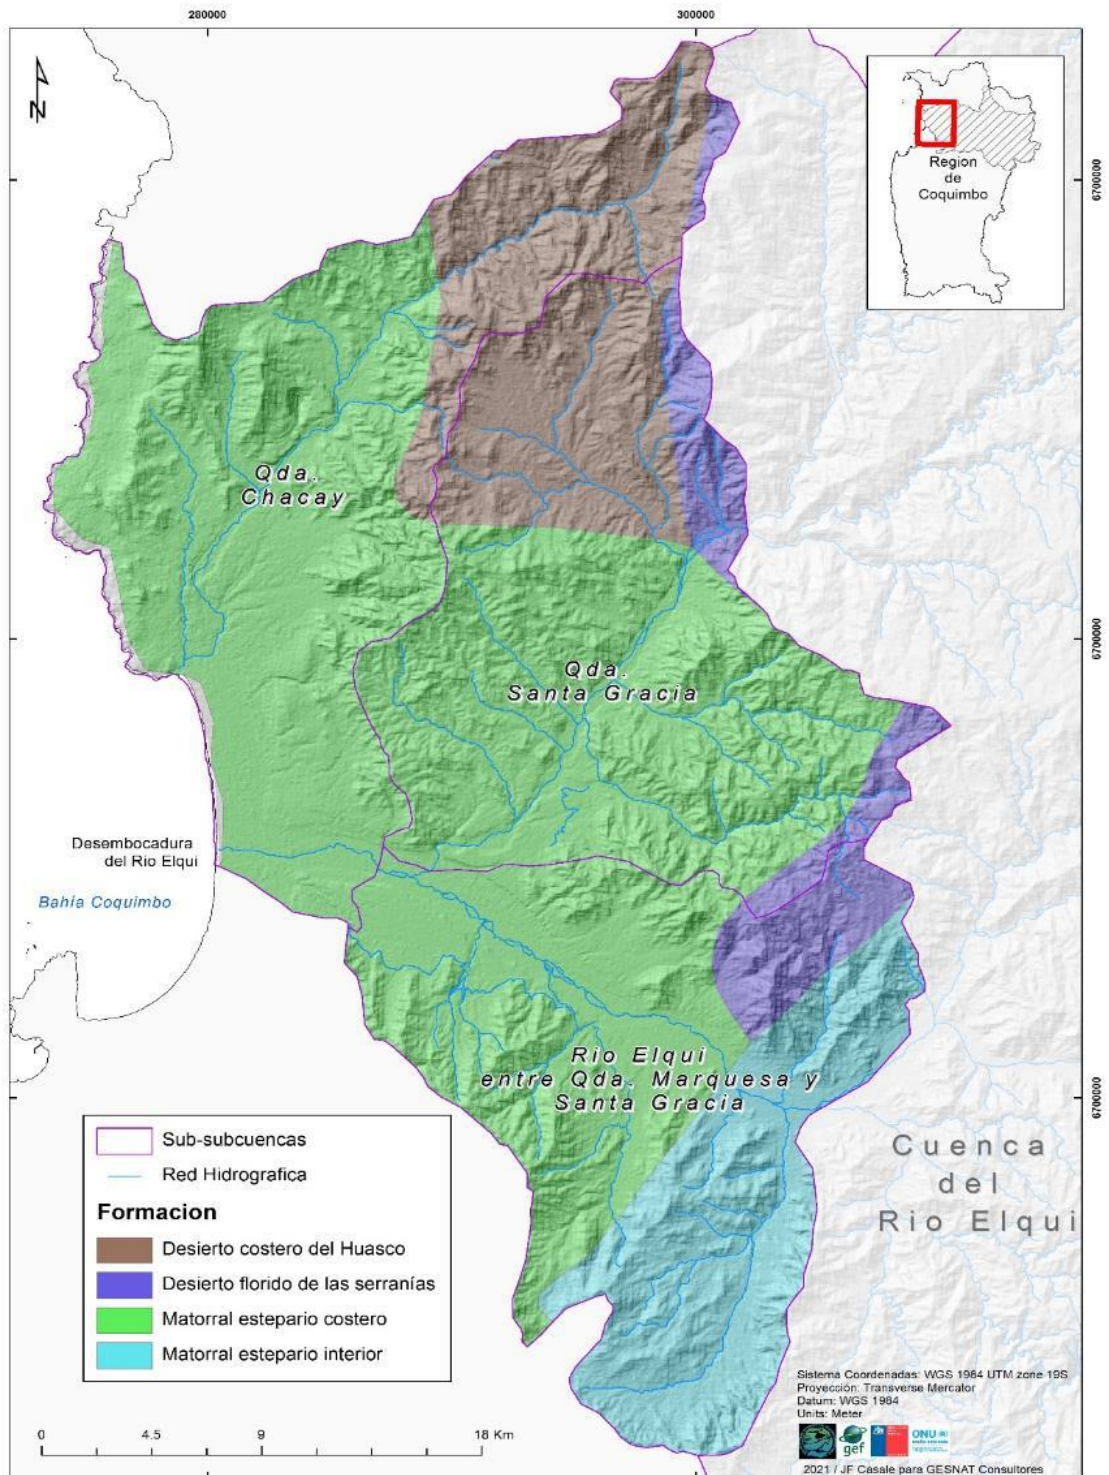 280000
300000
N
Region
de
Coquimbo
6700000
Qda.
Chacay
6700000
Qda.
Santa Gracia
Desembocadura
del Rio Elqui
Bahía Coquimbo
Rio Elqui
entre Qda. Marquesa y
Santa Gracia
6700000
Cuenca
del
Rio Elqui
Sub-subcuencas
Red Hidrografica
Formacion
Desierto costero del Huasco
Desierto florido de las serranías
Matorral estepario costero
Matorral estepario interior
0 4.5 9 18 Km
Sistema Coordenadas: WGS 1984 UTM zone 19S
Proyección: Transverse Mercator
Datum: WGS 1984
Units: Meter
gef
ONU
2021 / JF Casale para GESNAT Consultores